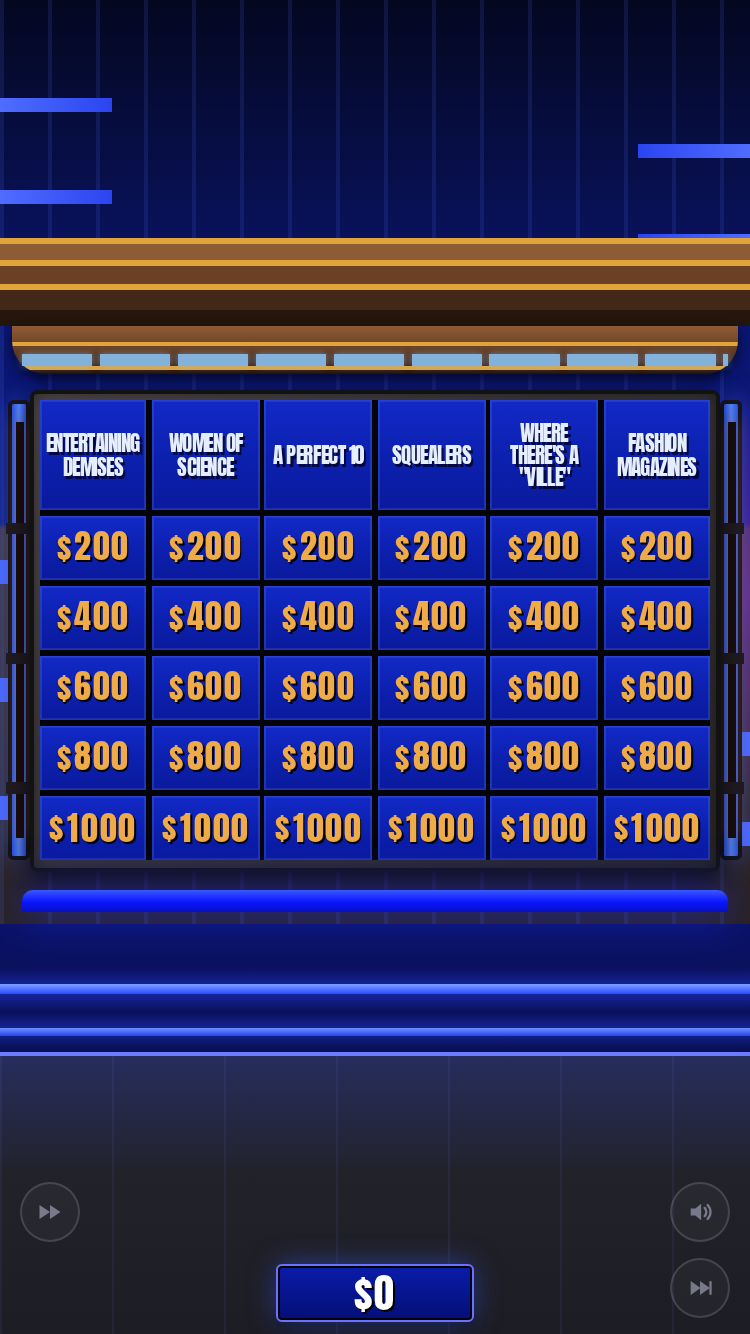 ENTERTAINING
DEMISES
WOMEN OF
SCIENCE
A PERFECT 10
SQUEALERS
WHERE
THERE'S A
"VILLE"
FASHION
MAGAZINES
$200 $200 $200 $200 $200 $200
$400 $400 $400 $400 $400 $400
$600 $600 $600 $600 $600 $600
$800 $800 $800 $800 $800 $800
$1000 $1000 $1000 $1000 $1000 $1000
$0